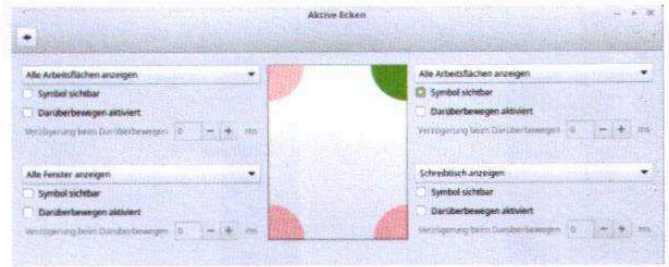 Aktive Ecken
Alle Arbeitsflächen anzeigen
Symbol sichtbar
Darüberbewegen aktiviert
Verzögerung beim Darüberbewegen 0 - + ms
Alle Fenster anzeigen
Symbol sichtbar
Darüberbewegen aktiviert
Verzögerung beim Darüberbewegen 0 - + ms
Alle Arbeitsflächen anzeigen
Symbol sichtbar
Darüberbewegen aktiviert
Verzögerung beim Darüberbewegen 0 - + ms
Schreibtisch anzeigen
Symbol sichtbar
Darüberbewegen aktiviert
Verzögerung beim Darüberbewegen 0 - + ms